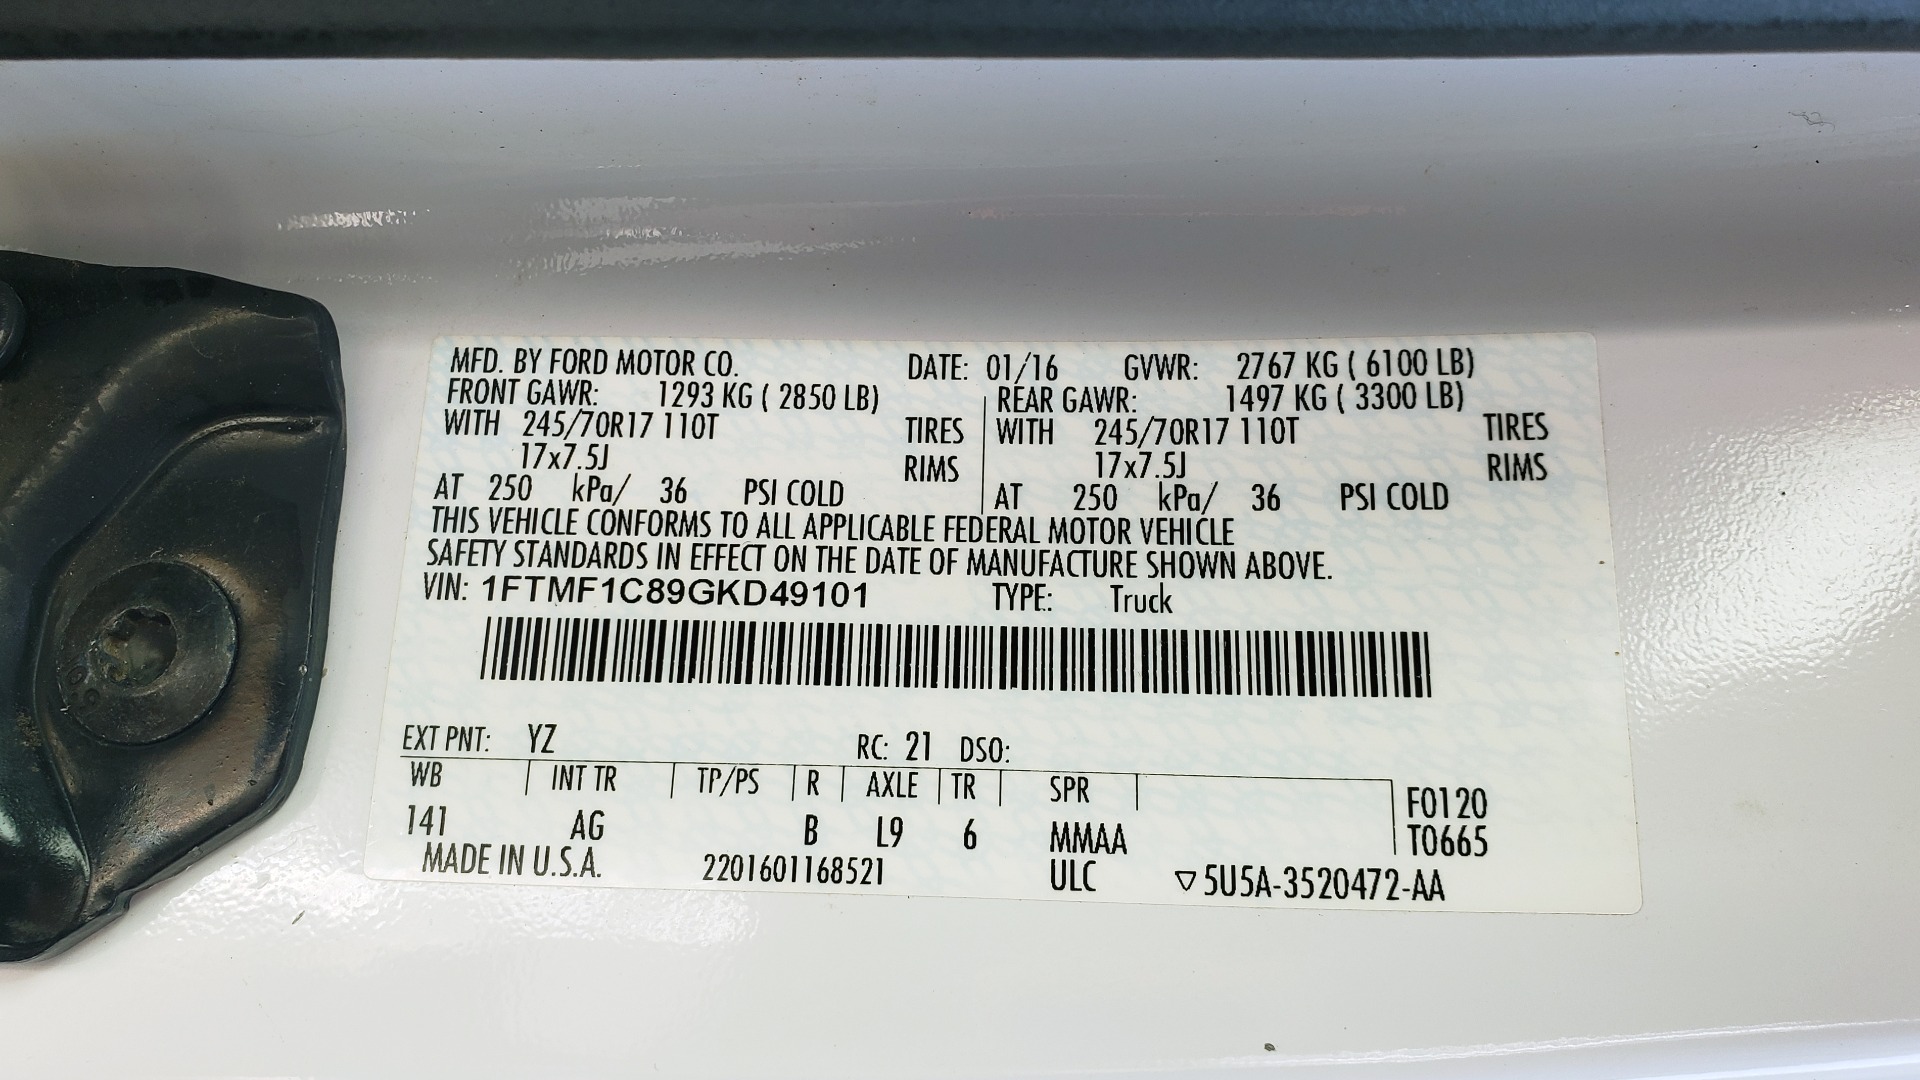 MFD. BY FORD MOTOR CO. DATE: 01/16 GVWR: 2767 KG ( 6100 LB)
FRONT GAWR: 1293 KG ( 2850 LB) REAR GAWR: 1497 KG ( 3300 LB)
WITH 245/70R17 110T TIRES WITH 245/70R17 110T TIRES
17x7.5J RIMS 17x7.5J RIMS
AT 250 kPa/ 36 PSI COLD AT 250 kPa/ 36 PSI COLD
THIS VEHICLE CONFORMS TO ALL APPLICABLE FEDERAL MOTOR VEHICLE
SAFETY STANDARDS IN EFFECT ON THE DATE OF MANUFACTURE SHOWN ABOVE.
VIN: 1FTMF1C89GKD49101 TYPE: Truck
EXT PNT: YZ RC: 21 DSO:
WB INT TR TP/PS R AXLE TR SPR
F0120
141 AG B L9 6 MMAA T0665
MADE IN U.S.A. 2201601168521 ULC ▽5U5A-3520472-AA